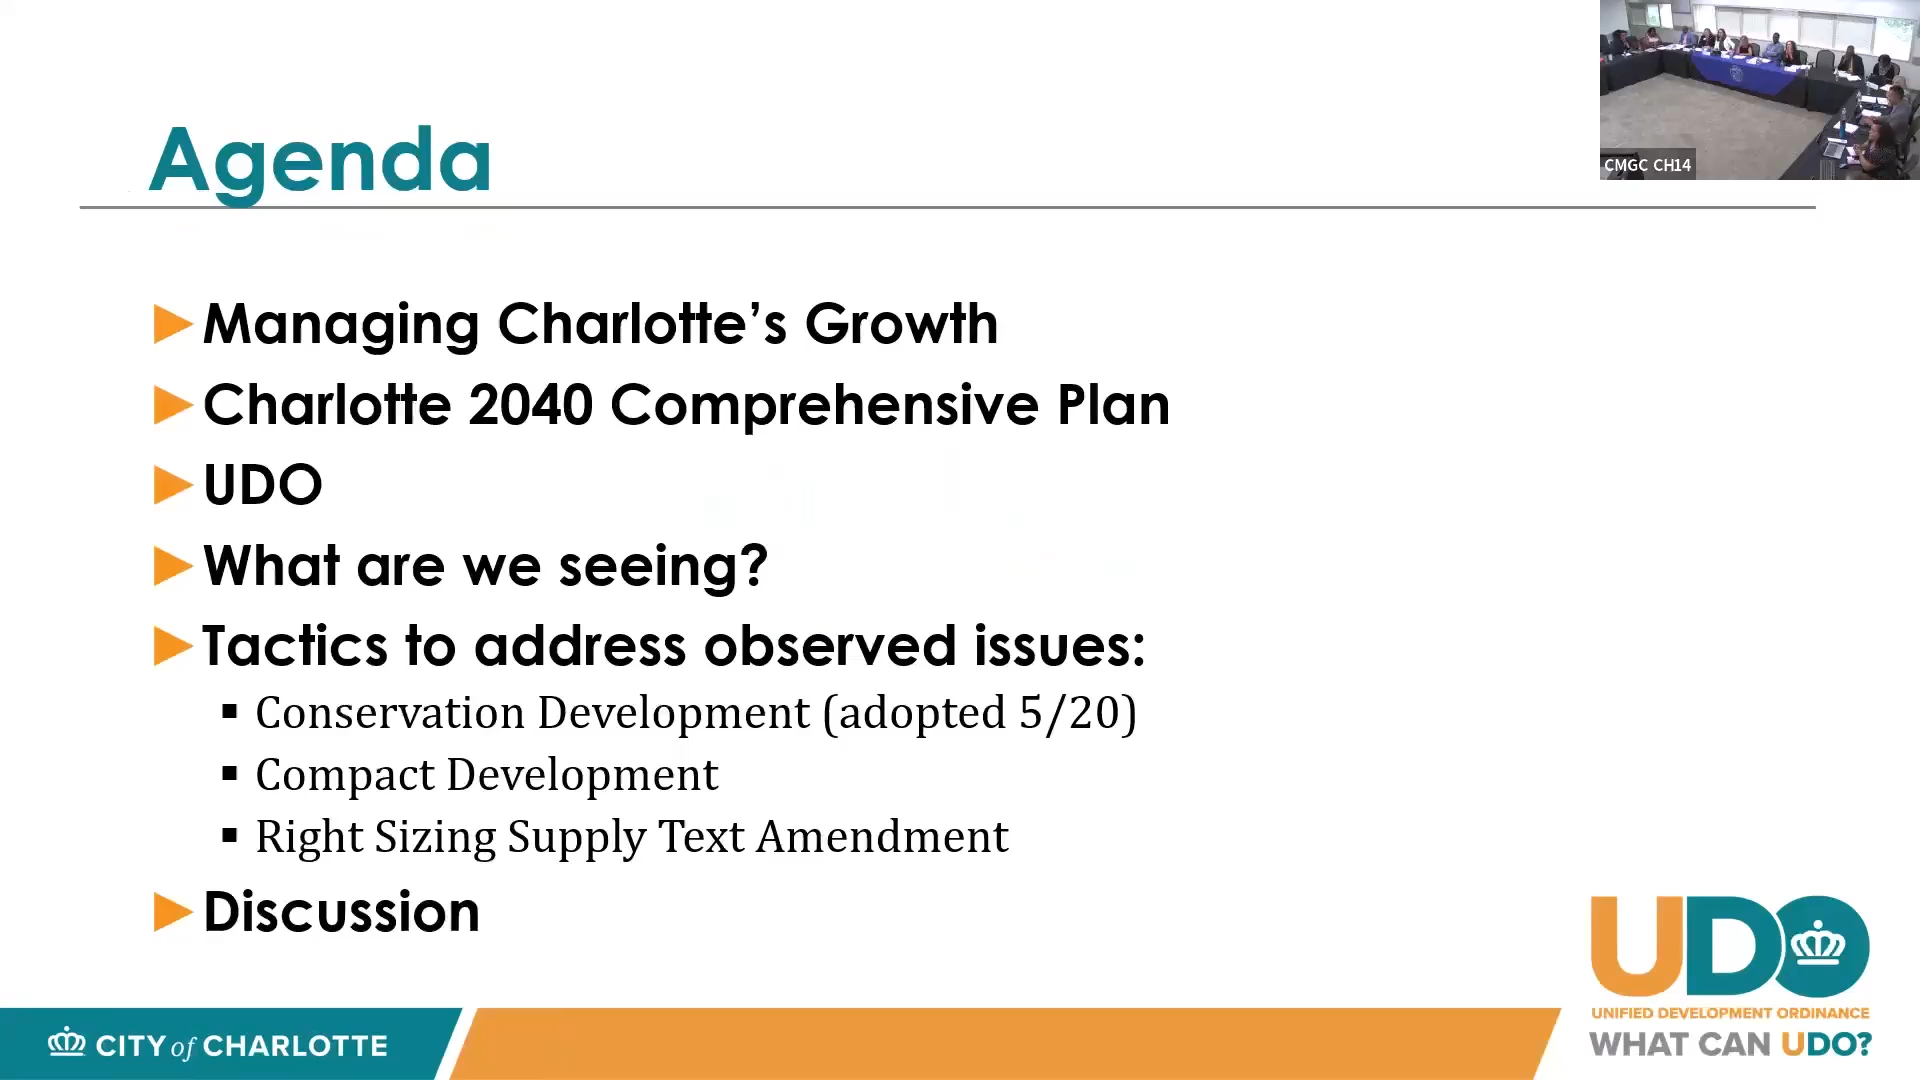 CMGC CH14
Agenda
Managing Charlotte’s Growth
Charlotte 2040 Comprehensive Plan
UDO
What are we seeing?
Tactics to address observed issues:
Conservation Development (adopted 5/20)
Compact Development
Right Sizing Supply Text Amendment
Discussion
UDO
UNIFIED DEVELOPMENT ORDINANCE
WHAT CAN UDO?
CITY of CHARLOTTE